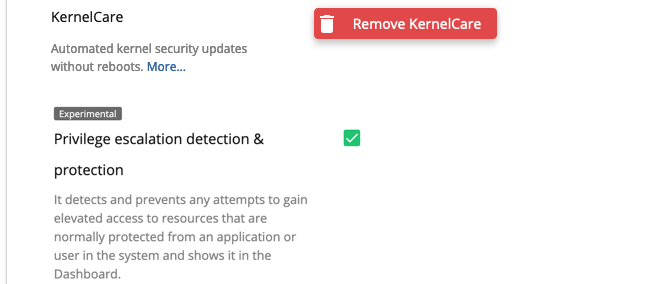 KernelCare
Remove KernelCare
Automated kernel security updates
without reboots. More...
Experimental
Privilege escalation detection &
protection
It detects and prevents any attempts to gain
elevated access to resources that are
normally protected from an application or
user in the system and shows it in the
Dashboard.